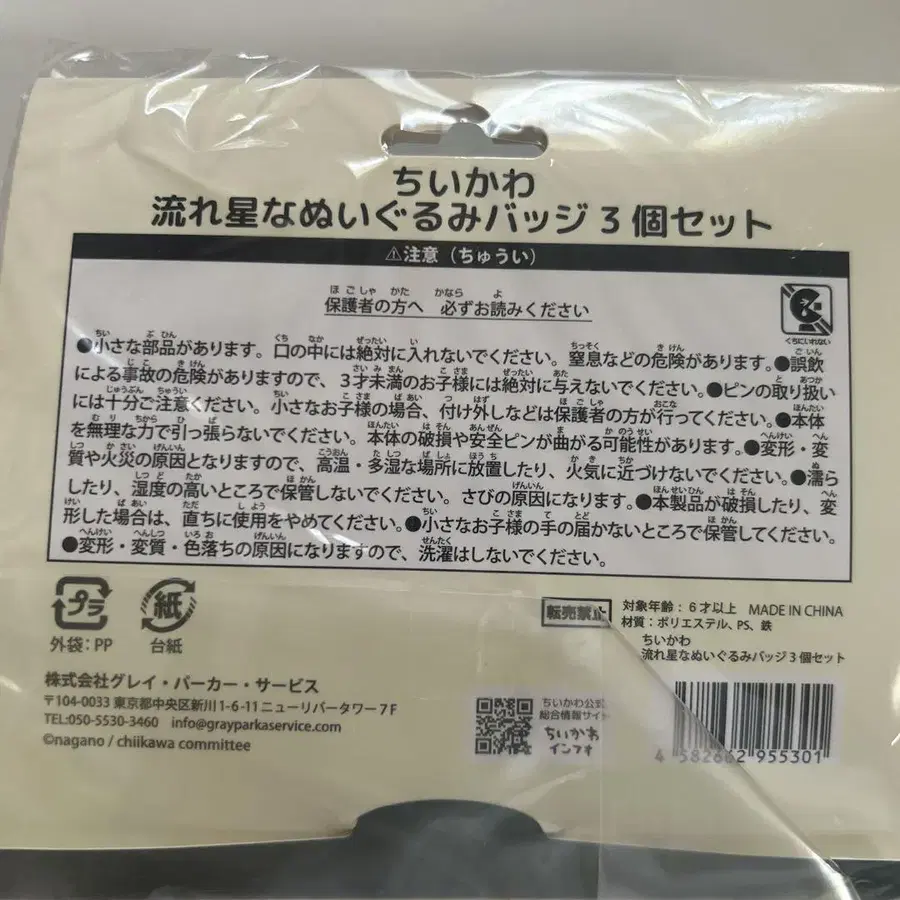 ちいかわ
流れ星なぬいぐるみバッジ3個セット
⚠注意（ちゅうい）
保護者の方へ 必ずお読みください
くちにいれない
●小さな部品があります。口の中には絶対に入れないでください。窒息などの危険があります。●誤飲
による事故の危険がありますので、3才未満のお子様には絶対に与えないでください。●ピンの取り扱い
には十分ご注意ください。小さなお子様の場合、付け外しなどは保護者の方が行ってください。●本体
を無理な力で引っ張らないでください。本体の破損や安全ピンが曲がる可能性があります。●変形・変
質や火災の原因となりますので、高温・多湿な場所に放置したり、火気に近づけないでください。●濡ら
したり、湿度の高いところで保管しないでください。さびの原因になります。●本製品が破損したり、変
形した場合は、直ちに使用をやめてください。●小さなお子様の手の届かないところで保管してください。
●変形・変質・色落ちの原因になりますので、洗濯はしないでください。
プラ
外袋：PP
紙
台紙
転売禁止
対象年齢：6才以上 MADE IN CHINA
材質：ポリエステル、PS、鉄
ちいかわ
流れ星なぬいぐるみバッジ3個セット
株式会社グレイ・パーカー・サービス
〒104-0033 東京都中央区新川1-6-11 ニューリバータワー7F
TEL:050-5530-3460 info@grayparkaservice.com
©nagano / chiikawa committee
ちいかわ公式
総合情報サイト
ちいかわ
インフォ
4 582662 955301